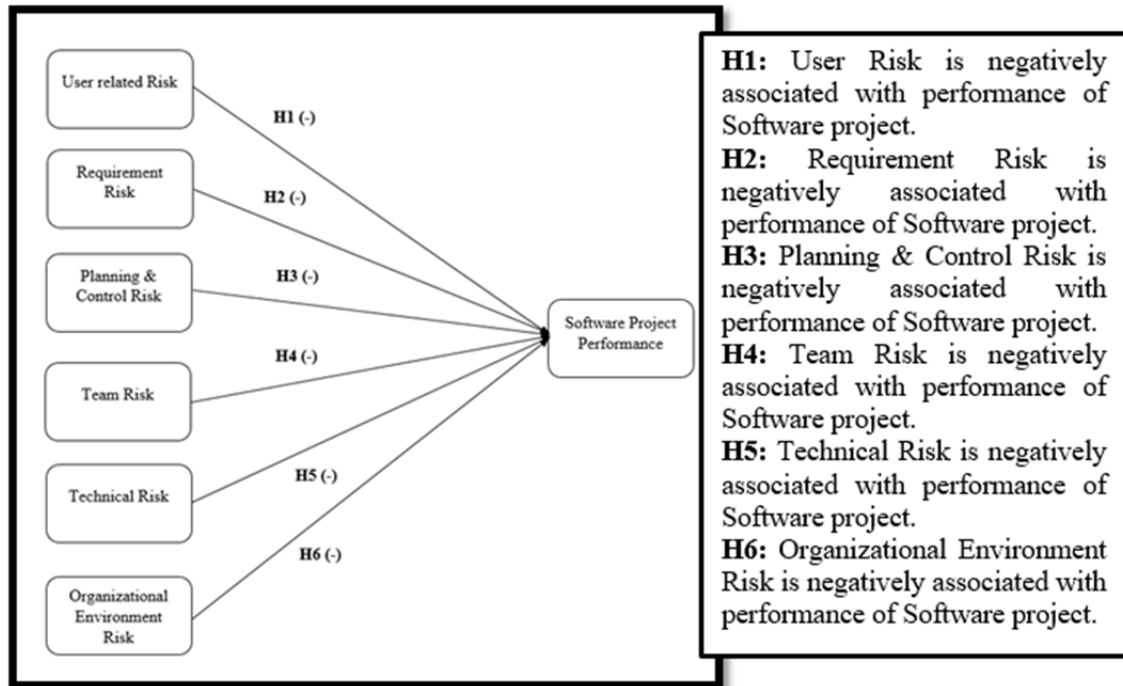 User related Risk
H1 (-)
Requirement
Risk
H2 (-)
Planning &
Control Risk
H3 (-)
Software Project
Performance
H4 (-)
Team Risk
H5 (-)
Technical Risk
H6 (-)
Organizational
Environment
Risk
H1: User Risk is negatively
associated with performance of
Software project.
H2: Requirement Risk is
negatively associated with
performance of Software project.
H3: Planning & Control Risk is
negatively associated with
performance of Software project.
H4: Team Risk is negatively
associated with performance of
Software project.
H5: Technical Risk is negatively
associated with performance of
Software project.
H6: Organizational Environment
Risk is negatively associated with
performance of Software project.